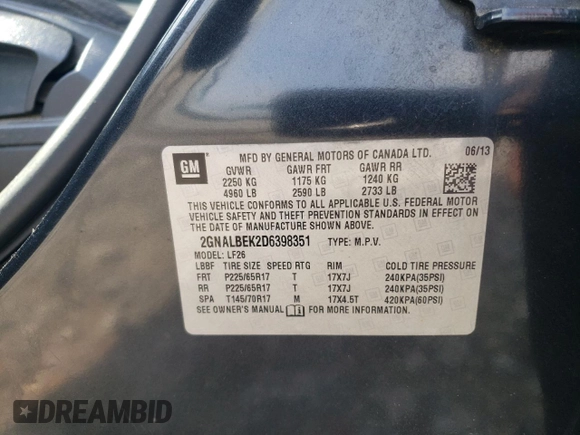 GM
MFD BY GENERAL MOTORS OF CANADA LTD. 06/13
GVWR GAWR FRT GAWR RR
2250 KG 1175 KG 1240 KG
4960 LB 2590 LB 2733 LB
THIS VEHICLE CONFORMS TO ALL APPLICABLE U.S. FEDERAL MOTOR
VEHICLE SAFETY AND THEFT PREVENTION STANDARDS IN EFFECT ON
THE DATE OF MANUFACTURE SHOWN ABOVE.
2GNALBEK2D6398351 TYPE: M.P.V.
MODEL: LF26
LBBF TIRE SIZE SPEED RTG RIM COLD TIRE PRESSURE
FRT P225/65R17 T 17X7J 240KPA(35PSI)
RR P225/65R17 T 17X7J 240KPA(35PSI)
SPA T145/70R17 M 17X4.5T 420KPA(60PSI)
SEE OWNER'S MANUAL FOR MORE INFORMATION
DREAMBID